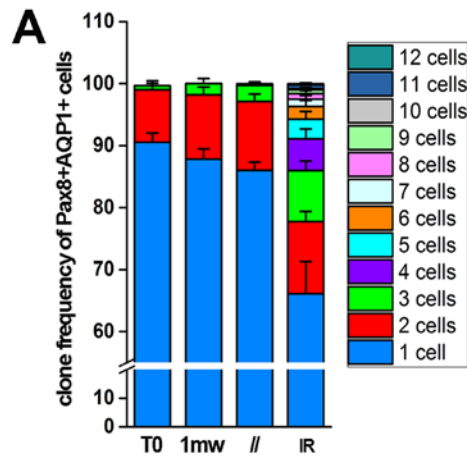 A
clone frequency of Pax8+AQP1+ cells
110
100
90
80
70
60
10
0
T0 1mw // IR
12 cells
11 cells
10 cells
9 cells
8 cells
7 cells
6 cells
5 cells
4 cells
3 cells
2 cells
1 cell